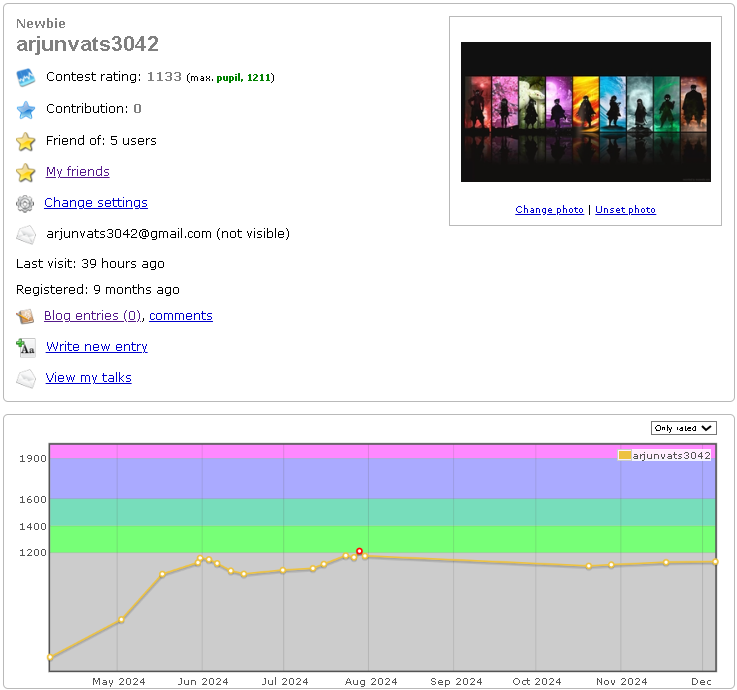 Newbie
arjunvats3042
Contest rating: 1133 (max. pupil, 1211)
Contribution: 0
Friend of: 5 users
My friends
Change settings
arjunvats3042@gmail.com (not visible)
Last visit: 39 hours ago
Registered: 9 months ago
Blog entries (0), comments
Write new entry
View my talks
Change photo | Unset photo
Only rated
arjunvats3042
1900
1600
1400
1200
May 2024 Jun 2024 Jul 2024 Aug 2024 Sep 2024 Oct 2024 Nov 2024 Dec